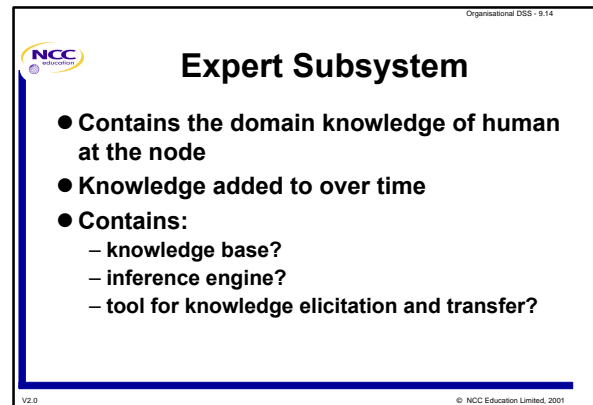 Organisational DSS - 9.14
NCC
education
Expert Subsystem
● Contains the domain knowledge of human
at the node
● Knowledge added to over time
● Contains:
– knowledge base?
– inference engine?
– tool for knowledge elicitation and transfer?
V2.0
© NCC Education Limited, 2001